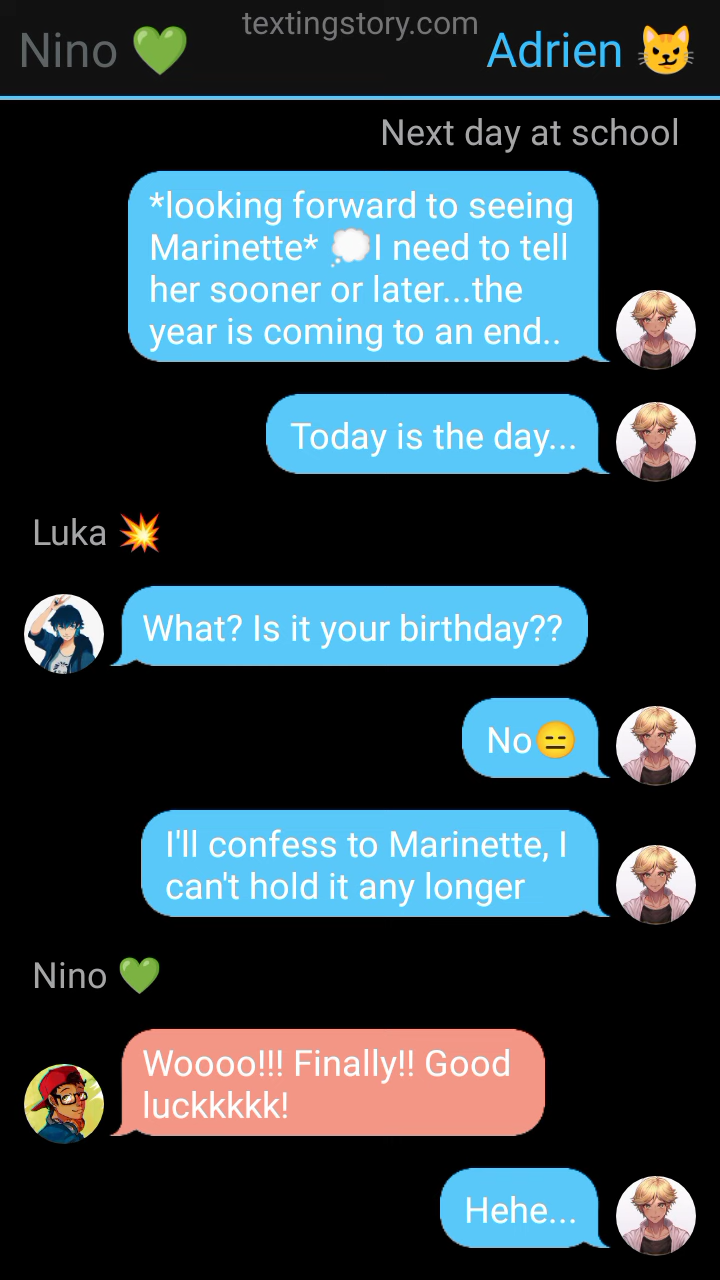 textingstory.com
Nino 💚 Adrien 😼
Next day at school
*looking forward to seeing
Marinette* 💭I need to tell
her sooner or later...the
year is coming to an end..
Today is the day...
Luka 💥
What? Is it your birthday??
No😑
I'll confess to Marinette, I
can't hold it any longer
Nino 💚
Woooo!!! Finally!! Good
luckkkkk!
Hehe...